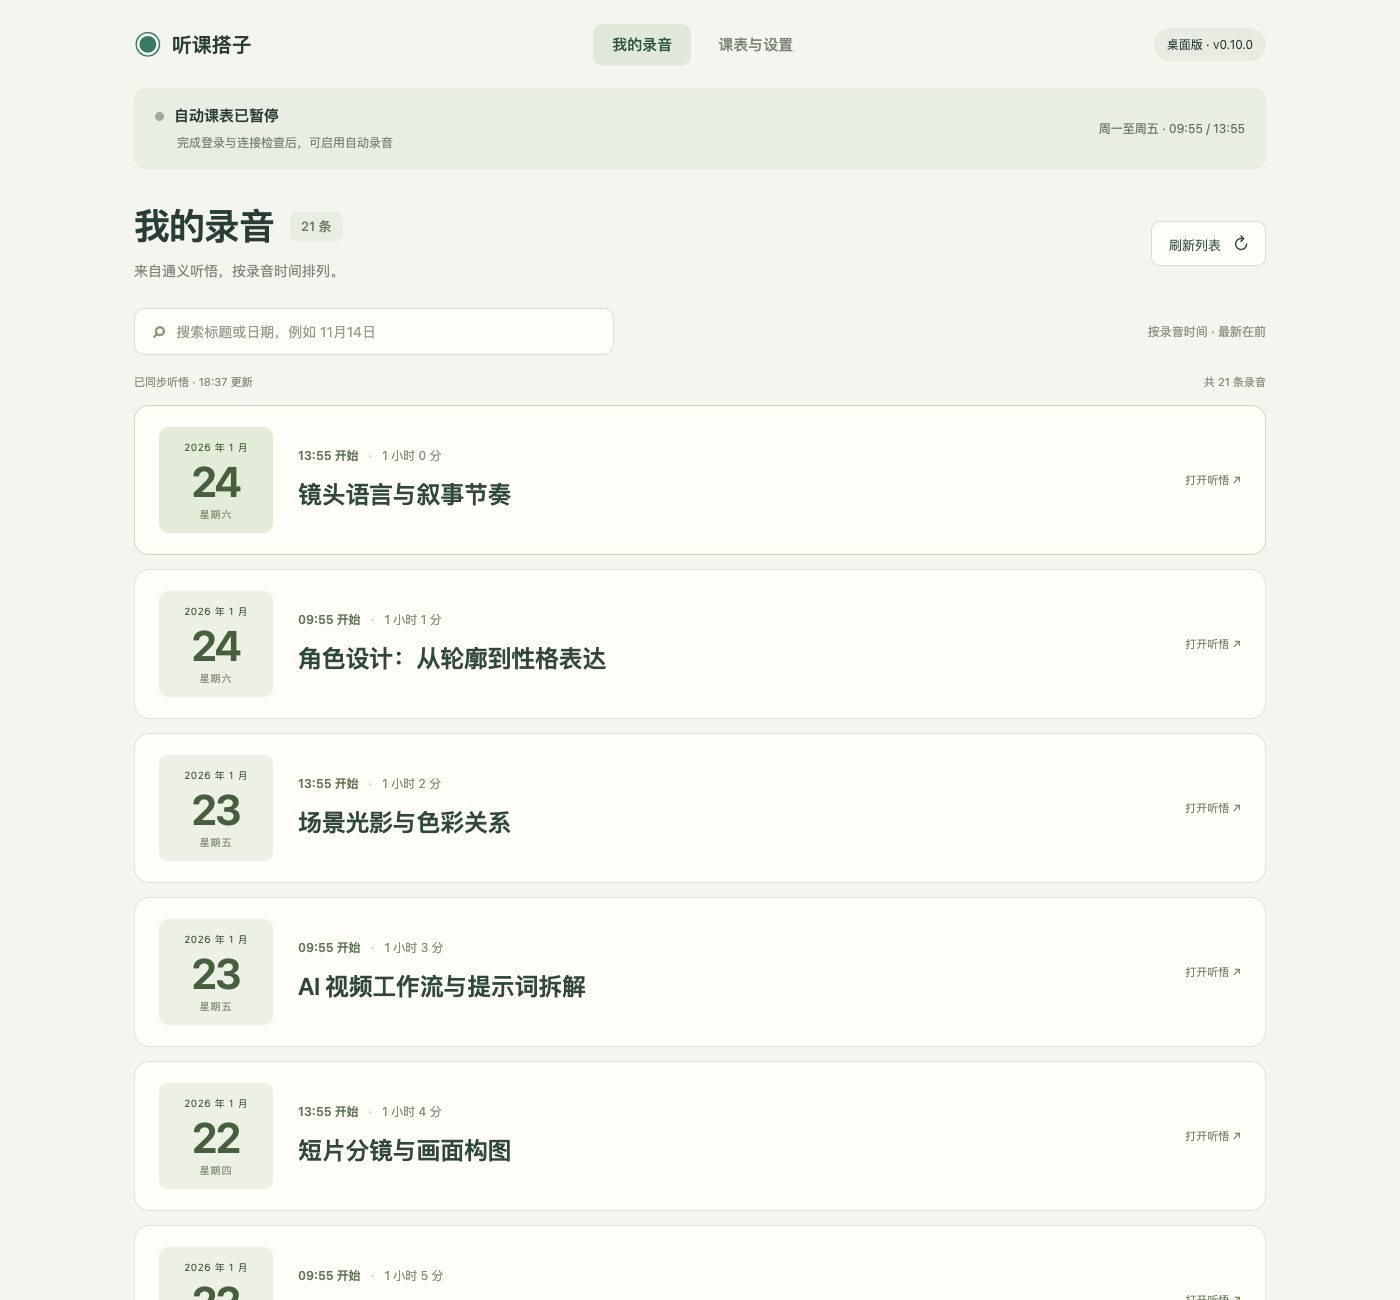 听课搭子
我的录音
课表与设置
桌面版 · v0.10.0
自动课表已暂停
完成登录与连接检查后，可启用自动录音
周一至周五 · 09:55 / 13:55
我的录音
21 条
来自通义听悟，按录音时间排列。
刷新列表
搜索标题或日期，例如 11月14日
按录音时间 · 最新在前
已同步听悟 · 18:37 更新
共 21 条录音
2026 年 1 月
24
星期六
13:55 开始 · 1 小时 0 分
镜头语言与叙事节奏
打开听悟 ↗
2026 年 1 月
24
星期六
09:55 开始 · 1 小时 1 分
角色设计：从轮廓到性格表达
打开听悟 ↗
2026 年 1 月
23
星期五
13:55 开始 · 1 小时 2 分
场景光影与色彩关系
打开听悟 ↗
2026 年 1 月
23
星期五
09:55 开始 · 1 小时 3 分
AI 视频工作流与提示词拆解
打开听悟 ↗
2026 年 1 月
22
星期四
13:55 开始 · 1 小时 4 分
短片分镜与画面构图
打开听悟 ↗
2026 年 1 月
22
09:55 开始 · 1 小时 5 分
打开听悟 ↗